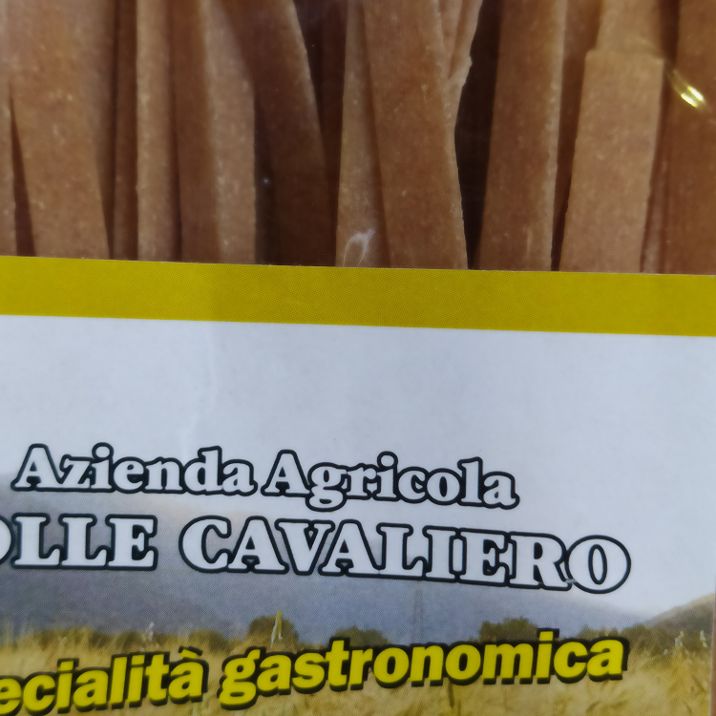 Azienda Agricola
OLLE CAVALIERO
ecialità gastronomica